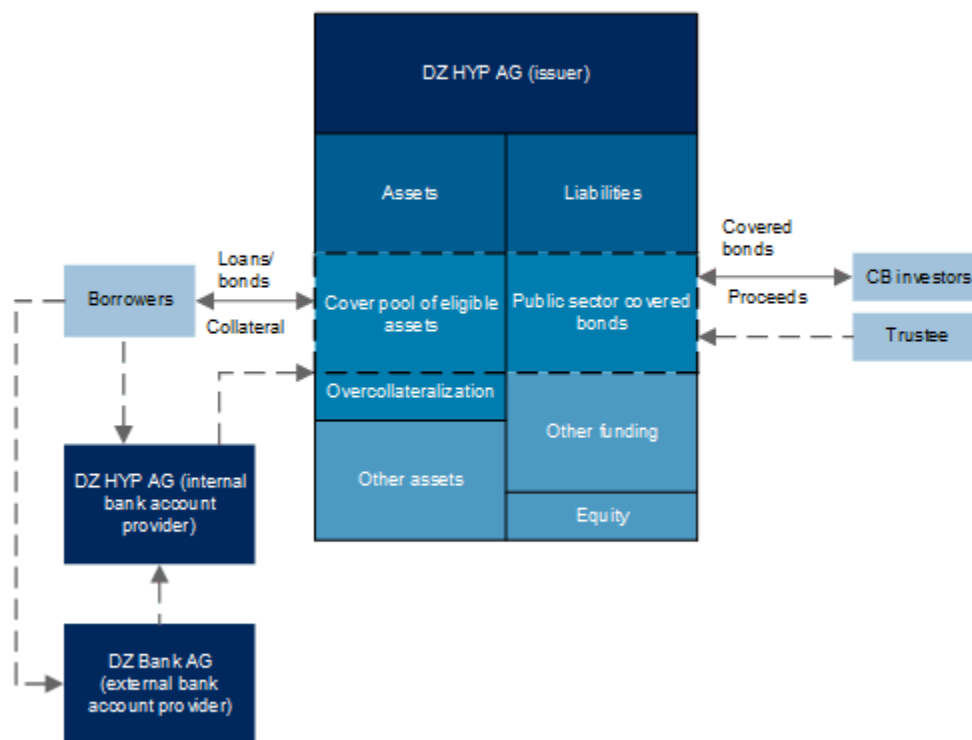 DZ HYP AG (issuer)
Assets
Liabilities
Covered
bonds
Loans/
bonds
Borrowers
Collateral
Cover pool of eligible
assets
Public sector covered
bonds
Proceeds
CB investors
Trustee
Overcollateralization
Other funding
Other assets
Equity
DZ HYP AG (internal
bank account
provider)
DZ Bank AG
(external bank
account provider)